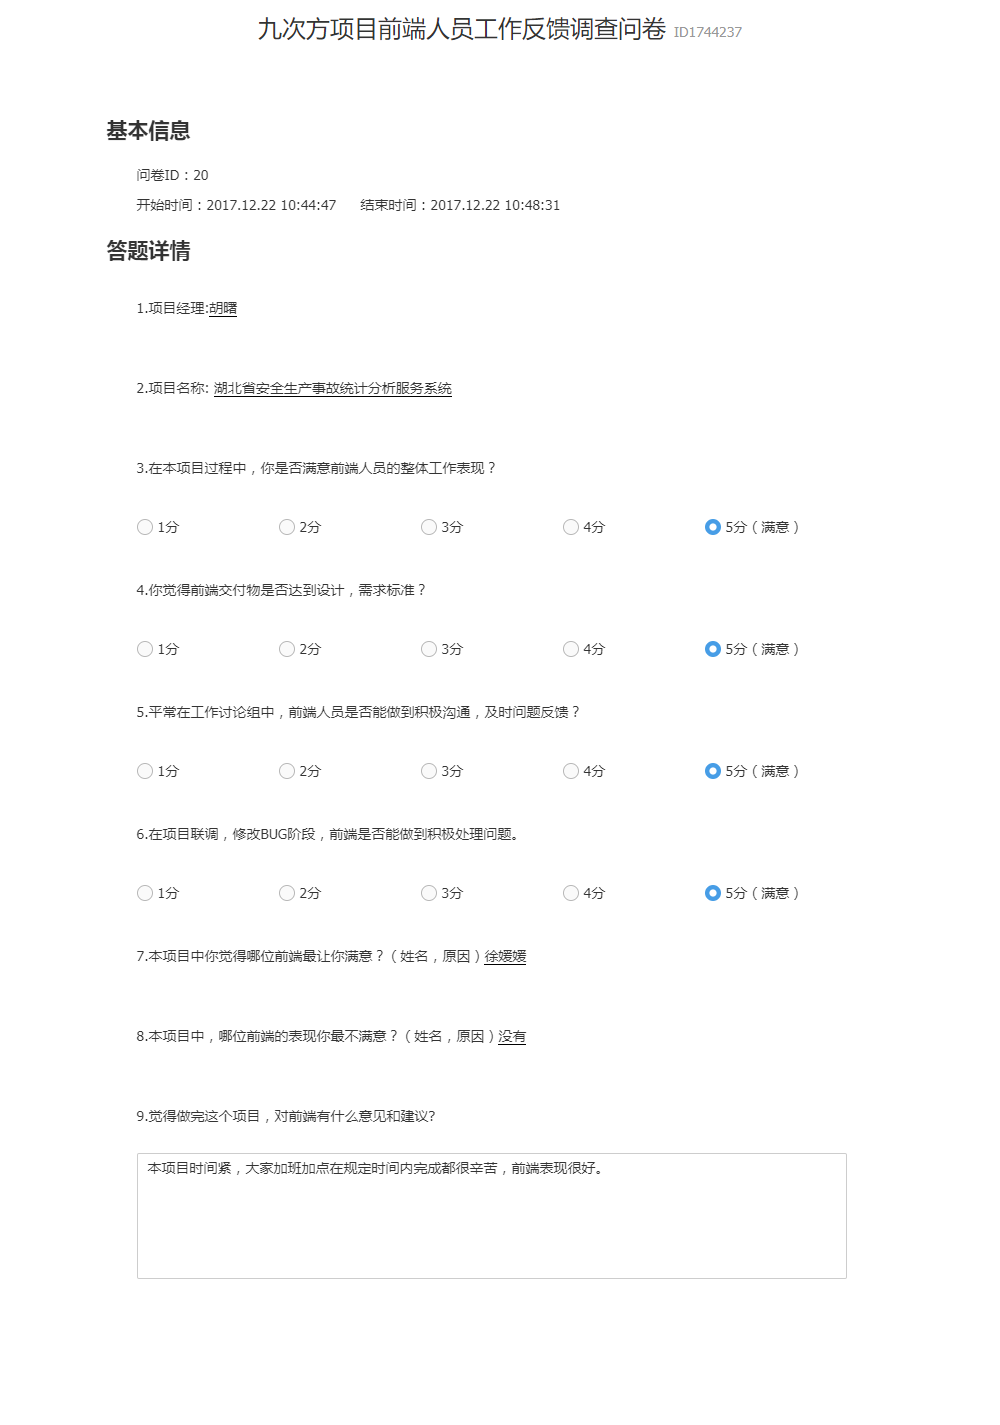 九次方项目前端人员工作反馈调查问卷 ID1744237
基本信息
问卷ID：20
开始时间：2017.12.22 10:44:47 结束时间：2017.12.22 10:48:31
答题详情
1.项目经理:胡曙
2.项目名称: 湖北省安全生产事故统计分析服务系统
3.在本项目过程中，你是否满意前端人员的整体工作表现？
1分 2分 3分 4分 5分（满意）
4.你觉得前端交付物是否达到设计，需求标准？
1分 2分 3分 4分 5分（满意）
5.平常在工作讨论组中，前端人员是否能做到积极沟通，及时问题反馈？
1分 2分 3分 4分 5分（满意）
6.在项目联调，修改BUG阶段，前端是否能做到积极处理问题。
1分 2分 3分 4分 5分（满意）
7.本项目中你觉得哪位前端最让你满意？（姓名，原因）徐媛媛
8.本项目中，哪位前端的表现你最不满意？（姓名，原因）没有
9.觉得做完这个项目，对前端有什么意见和建议?
本项目时间紧，大家加班加点在规定时间内完成都很辛苦，前端表现很好。